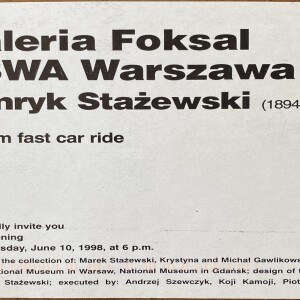 aleria Foksal
SWA Warszawa
nryk Stażewski (1894
m fast car ride
lly invite you
ening
sday, June 10, 1998, at 6 p.m.
the collection of: Marek Stażewski, Krystyna and Michał Gawlikows
tional Museum in Warsaw, National Museum in Gdańsk; design of t
Stażewski; executed by: Andrzej Szewczyk, Koji Kamoji, Piot